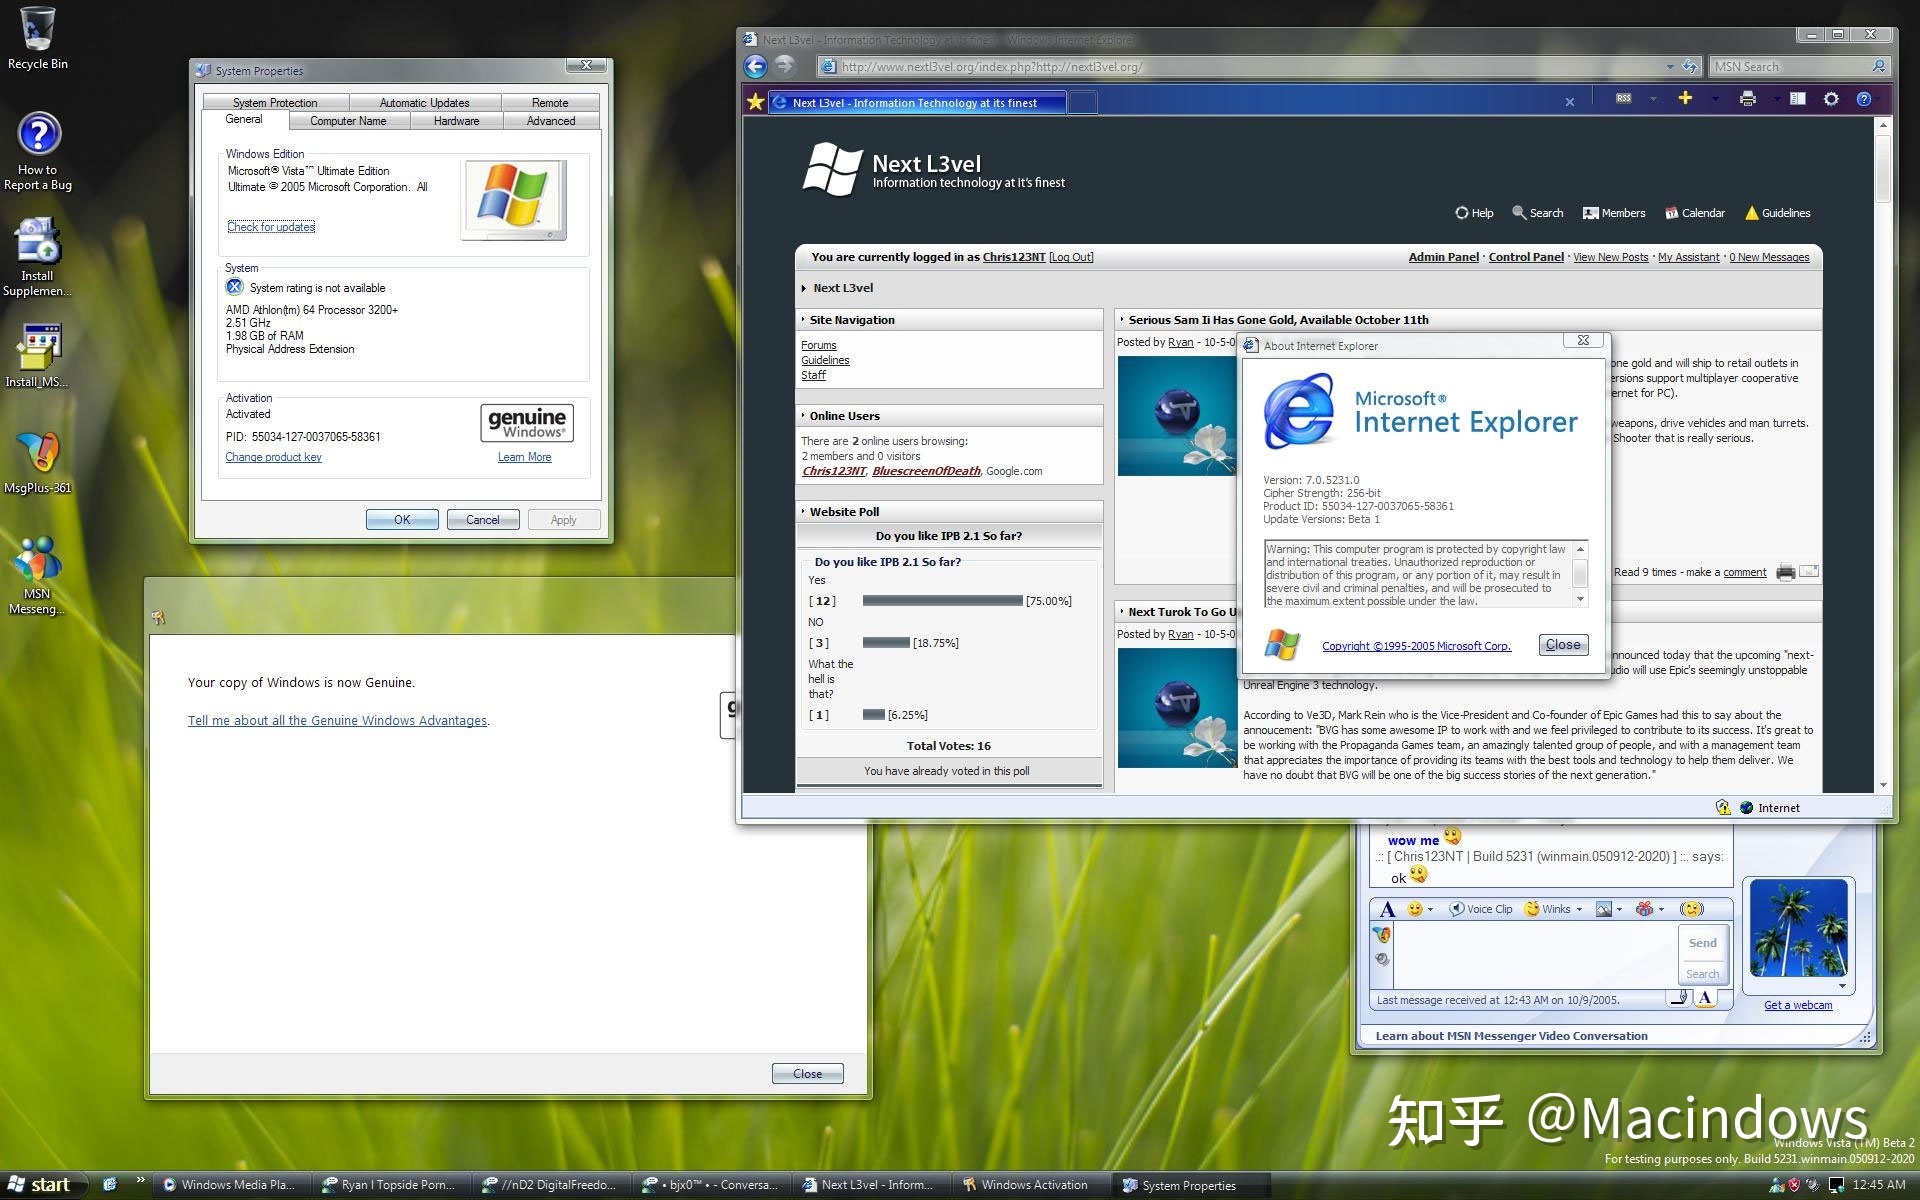 Recycle Bin
How to
Report a Bug
Install
Supplemen...
Install_MS...
MsgPlus-361
MSN
Messeng...
System Properties
System Protection
Automatic Updates
Remote
General
Computer Name
Hardware
Advanced
Windows Edition
Microsoft® Vista™ Ultimate Edition
Ultimate © 2005 Microsoft Corporation. All
Check for updates
System
System rating is not available
AMD Athlon(tm) 64 Processor 3200+
2.51 GHz
1.98 GB of RAM
Physical Address Extension
Activation
Activated
PID: 55034-127-0037065-58361
Change product key
genuine
Windows®
Learn More
OK
Cancel
Apply
Your copy of Windows is now Genuine.
Tell me about all the Genuine Windows Advantages.
Close
Next L3vel - Information Technology at its finest - Windows Internet Explorer
http://www.nextl3vel.org/index.php?http://nextl3vel.org/
MSN Search
Next L3vel - Information Technology at its finest
RSS
Next L3vel
Information technology at it's finest
Help
Search
Members
Calendar
Guidelines
You are currently logged in as Chris123NT [Log Out]
Admin Panel · Control Panel · View New Posts · My Assistant · 0 New Messages
Next L3vel
Site Navigation
Forums
Guidelines
Staff
Online Users
There are 2 online users browsing:
2 members and 0 visitors
Chris123NT, BluescreenOfDeath, Google.com
Website Poll
Do you like IPB 2.1 So far?
Do you like IPB 2.1 So far?
Yes
[ 12 ] [75.00%]
NO
[ 3 ] [18.75%]
What the
hell is
that?
[ 1 ] [6.25%]
Total Votes: 16
You have already voted in this poll
Serious Sam Ii Has Gone Gold, Available October 11th
Posted by Ryan - 10-5-0
one gold and will ship to retail outlets in
ersions support multiplayer cooperative
ernet for PC).
weapons, drive vehicles and man turrets.
Shooter that is really serious.
Read 9 times - make a comment
Next Turok To Go U
Posted by Ryan - 10-5-0
nnounced today that the upcoming "next-
udio will use Epic's seemingly unstoppable
Unreal Engine 3 technology.
According to Ve3D, Mark Rein who is the Vice-President and Co-founder of Epic Games had this to say about the
annoucement: "BVG has some awesome IP to work with and we feel privileged to contribute to its success. It's great to
be working with the Propaganda Games team, an amazingly talented group of people, and with a management team
that appreciates the importance of providing its teams with the best tools and technology to help them deliver. We
have no doubt that BVG will be one of the big success stories of the next generation."
Internet
About Internet Explorer
Microsoft®
Internet Explorer
Version: 7.0.5231.0
Cipher Strength: 256-bit
Product ID: 55034-127-0037065-58361
Update Versions: Beta 1
Warning: This computer program is protected by copyright law
and international treaties. Unauthorized reproduction or
distribution of this program, or any portion of it, may result in
severe civil and criminal penalties, and will be prosecuted to
the maximum extent possible under the law.
Copyright ©1995-2005 Microsoft Corp.
Close
wow me
.:: [ Chris123NT | Build 5231 (winmain.050912-2020) ] ::. says:
ok
A
Voice Clip
Winks
Send
Search
Last message received at 12:43 AM on 10/9/2005.
A
Get a webcam
Learn about MSN Messenger Video Conversation
知乎 @Macindows
Windows Vista (TM) Beta 2
For testing purposes only. Build 5231.winmain.050912-2020
start
Windows Media Pla...
Ryan I Topside Porn...
//nD2 DigitalFreedo...
• bjx0™ • - Conversa...
Next L3vel - Inform...
Windows Activation
System Properties
12:45 AM